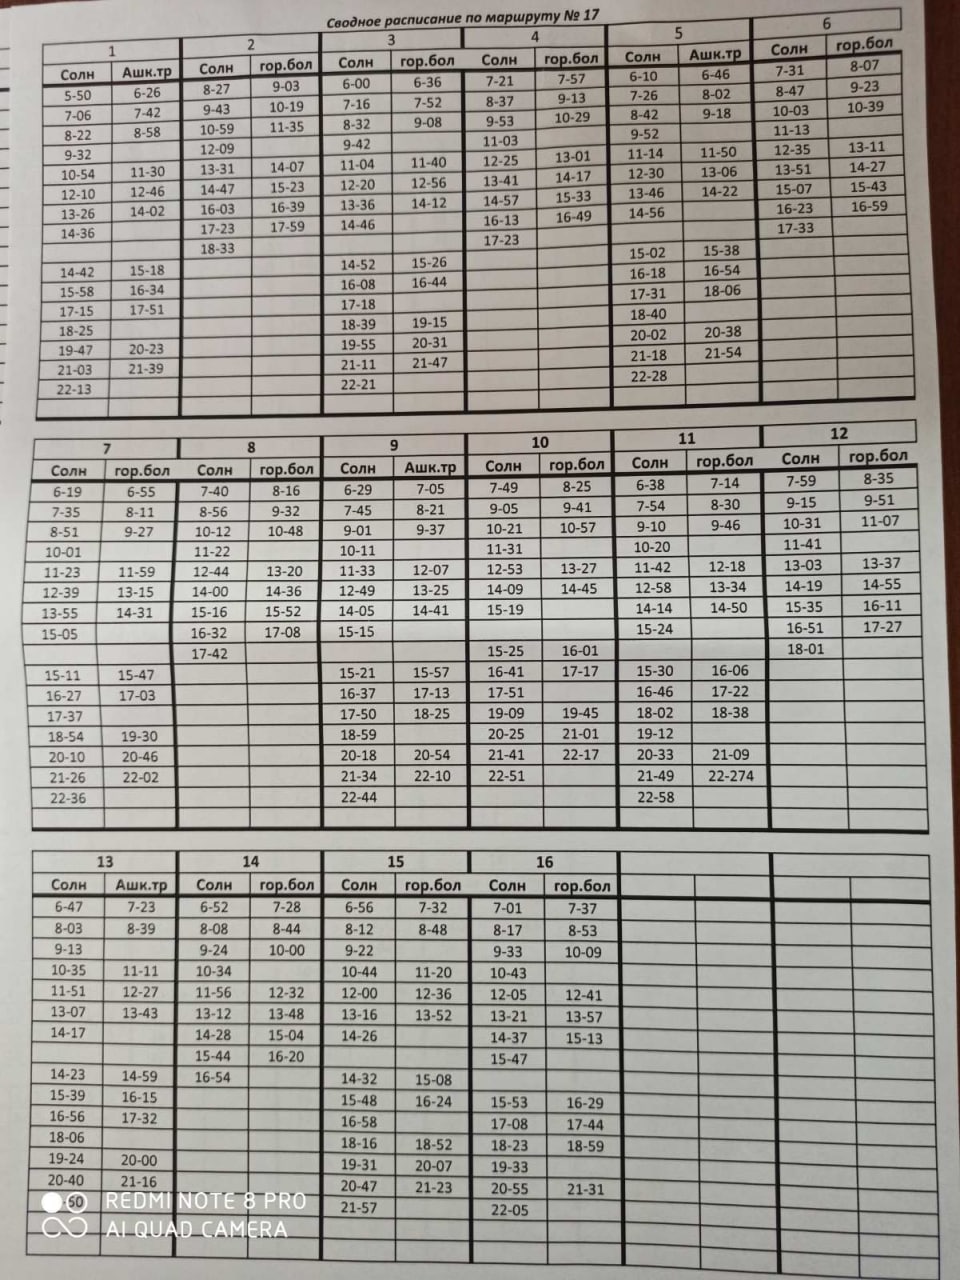 Сводное расписание по маршруту № 17
1 2 3 4 5 6
Солн Ашк.тр Солн гор.бол Солн гор.бол Солн гор.бол Солн Ашк.тр Солн гор.бол
5-50 6-26 8-27 9-03 6-00 6-36 7-21 7-57 6-10 6-46 7-31 8-07
7-06 7-42 9-43 10-19 7-16 7-52 8-37 9-13 7-26 8-02 8-47 9-23
8-22 8-58 10-59 11-35 8-32 9-08 9-53 10-29 8-42 9-18 10-03 10-39
9-32 12-09 9-42 11-03 9-52 11-13
10-54 11-30 13-31 14-07 11-04 11-40 12-25 13-01 11-14 11-50 12-35 13-11
12-10 12-46 14-47 15-23 12-20 12-56 13-41 14-17 12-30 13-06 13-51 14-27
13-26 14-02 16-03 16-39 13-36 14-12 14-57 15-33 13-46 14-22 15-07 15-43
14-36 17-23 17-59 14-46 16-13 16-49 14-56 16-23 16-59
18-33 17-23 17-33
14-42 15-18 14-52 15-26 15-02 15-38
15-58 16-34 16-08 16-44 16-18 16-54
17-15 17-51 17-18 17-31 18-06
18-25 18-39 19-15 18-40
19-47 20-23 19-55 20-31 20-02 20-38
21-03 21-39 21-11 21-47 21-18 21-54
22-13 22-21 22-28
7 8 9 10 11 12
Солн гор.бол Солн гор.бол Солн Ашк.тр Солн гор.бол Солн гор.бол Солн гор.бол
6-19 6-55 7-40 8-16 6-29 7-05 7-49 8-25 6-38 7-14 7-59 8-35
7-35 8-11 8-56 9-32 7-45 8-21 9-05 9-41 7-54 8-30 9-15 9-51
8-51 9-27 10-12 10-48 9-01 9-37 10-21 10-57 9-10 9-46 10-31 11-07
10-01 11-22 10-11 11-31 10-20 11-41
11-23 11-59 12-44 13-20 11-33 12-07 12-53 13-27 11-42 12-18 13-03 13-37
12-39 13-15 14-00 14-36 12-49 13-25 14-09 14-45 12-58 13-34 14-19 14-55
13-55 14-31 15-16 15-52 14-05 14-41 15-19 14-14 14-50 15-35 16-11
15-05 16-32 17-08 15-15 15-24 16-51 17-27
17-42 15-25 16-01 18-01
15-11 15-47 15-21 15-57 16-41 17-17 15-30 16-06
16-27 17-03 16-37 17-13 17-51 16-46 17-22
17-37 17-50 18-25 19-09 19-45 18-02 18-38
18-54 19-30 18-59 20-25 21-01 19-12
20-10 20-46 20-18 20-54 21-41 22-17 20-33 21-09
21-26 22-02 21-34 22-10 22-51 21-49 22-274
22-36 22-44 22-58
13 14 15 16
Солн Ашк.тр Солн гор.бол Солн гор.бол Солн гор.бол
6-47 7-23 6-52 7-28 6-56 7-32 7-01 7-37
8-03 8-39 8-08 8-44 8-12 8-48 8-17 8-53
9-13 9-24 10-00 9-22 9-33 10-09
10-35 11-11 10-34 10-44 11-20 10-43
11-51 12-27 11-56 12-32 12-00 12-36 12-05 12-41
13-07 13-43 13-12 13-48 13-16 13-52 13-21 13-57
14-17 14-28 15-04 14-26 14-37 15-13
15-44 16-20 15-47
14-23 14-59 16-54 14-32 15-08
15-39 16-15 15-48 16-24 15-53 16-29
16-56 17-32 16-58 17-08 17-44
18-06 18-16 18-52 18-23 18-59
19-24 20-00 19-31 20-07 19-33
20-40 21-16 20-47 21-23 20-55 21-31
-50 21-57 22-05
REDMI NOTE 8 PRO
AI QUAD CAMERA